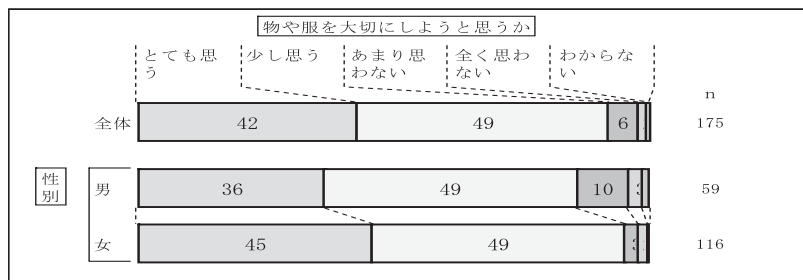 物や服を大切にしようと思うか
とても思う 少し思う あまり思わない 全く思わない わからない
n
全体 42 49 6 175
性別
男 36 49 10 3 59
女 45 49 3 116